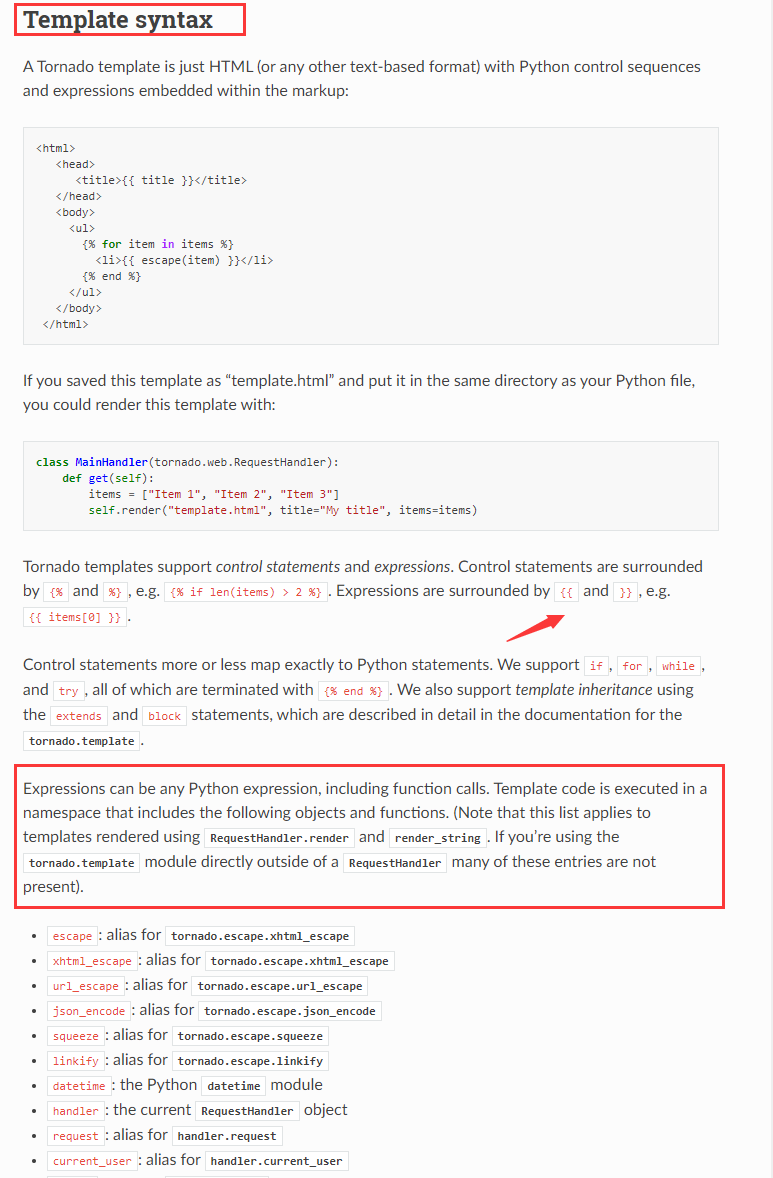 Template syntax
A Tornado template is just HTML (or any other text-based format) with Python control sequences
and expressions embedded within the markup:
<html>
   <head>
      <title>{{ title }}</title>
   </head>
   <body>
     <ul>
       {% for item in items %}
         <li>{{ escape(item) }}</li>
       {% end %}
     </ul>
   </body>
 </html>
If you saved this template as “template.html” and put it in the same directory as your Python file,
you could render this template with:
class MainHandler(tornado.web.RequestHandler):
    def get(self):
        items = ["Item 1", "Item 2", "Item 3"]
        self.render("template.html", title="My title", items=items)
Tornado templates support control statements and expressions. Control statements are surrounded
by {% and %}, e.g. {% if len(items) > 2 %}. Expressions are surrounded by {{ and }}, e.g.
{{ items[0] }}.
Control statements more or less map exactly to Python statements. We support if, for, while,
and try, all of which are terminated with {% end %}. We also support template inheritance using
the extends and block statements, which are described in detail in the documentation for the
tornado.template.
Expressions can be any Python expression, including function calls. Template code is executed in a
namespace that includes the following objects and functions. (Note that this list applies to
templates rendered using RequestHandler.render and render_string. If you’re using the
tornado.template module directly outside of a RequestHandler many of these entries are not
present).
• escape: alias for tornado.escape.xhtml_escape
• xhtml_escape: alias for tornado.escape.xhtml_escape
• url_escape: alias for tornado.escape.url_escape
• json_encode: alias for tornado.escape.json_encode
• squeeze: alias for tornado.escape.squeeze
• linkify: alias for tornado.escape.linkify
• datetime: the Python datetime module
• handler: the current RequestHandler object
• request: alias for handler.request
• current_user: alias for handler.current_user